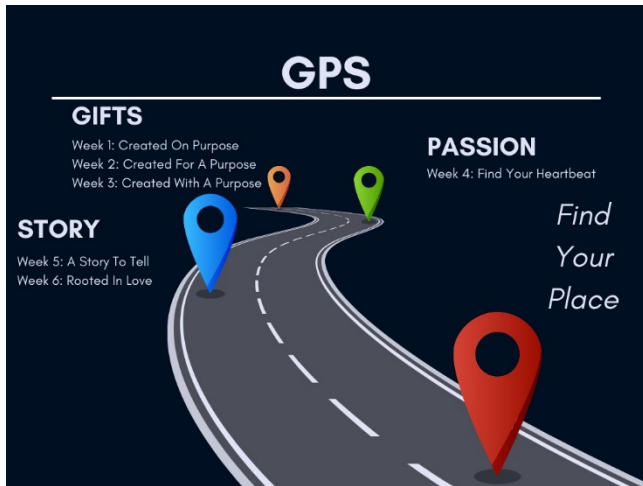 GPS
GIFTS
Week 1: Created On Purpose
Week 2: Created For A Purpose
Week 3: Created With A Purpose
PASSION
Week 4: Find Your Heartbeat
STORY
Week 5: A Story To Tell
Week 6: Rooted In Love
Find
Your
Place